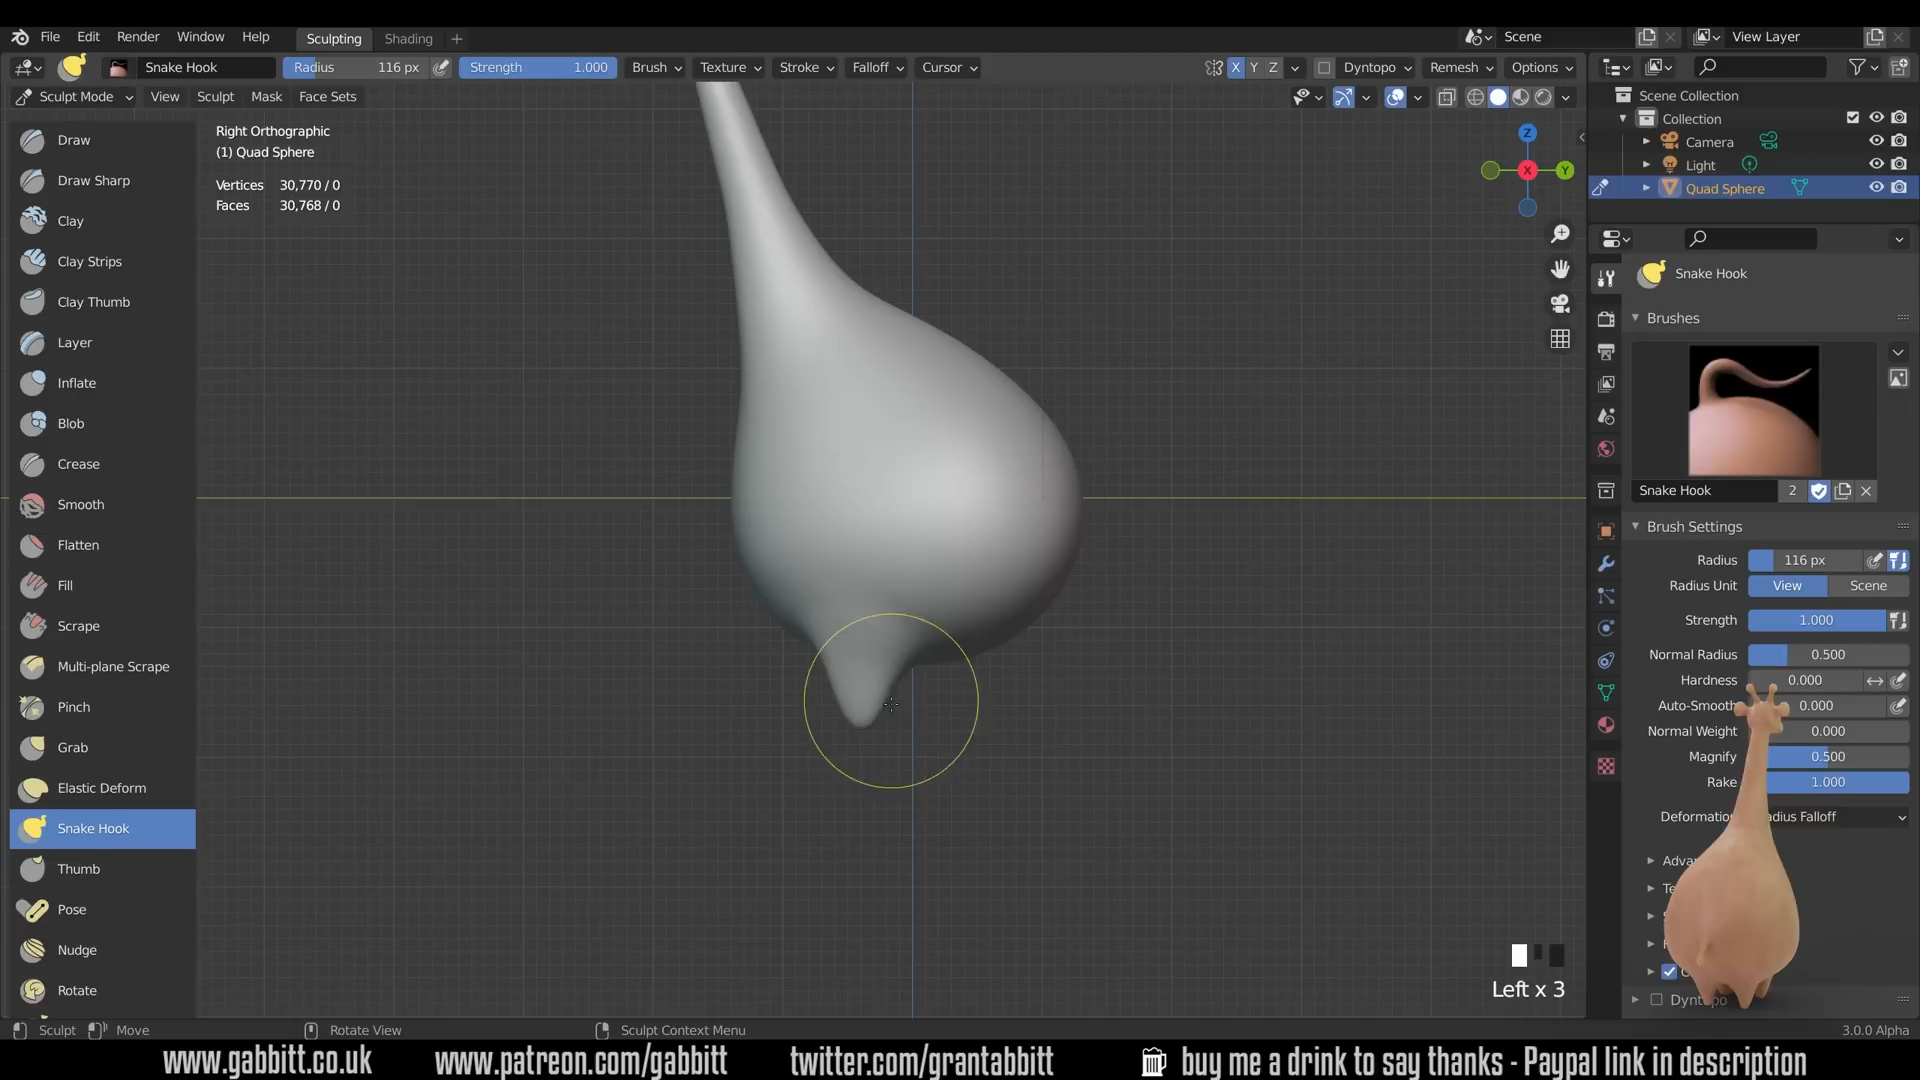 File Edit Render Window Help Sculpting Shading + Scene View Layer
Snake Hook Radius 116 px Strength 1.000 Brush Texture Stroke Falloff Cursor X Y Z Dyntopo Remesh Options
Sculpt Mode View Sculpt Mask Face Sets
Scene Collection
Collection
Camera
Light
Quad Sphere
Right Orthographic
(1) Quad Sphere
Vertices 30,770 / 0
Faces 30,768 / 0
Z
X
Y
Draw
Draw Sharp
Clay
Clay Strips
Clay Thumb
Layer
Inflate
Blob
Crease
Smooth
Flatten
Fill
Scrape
Multi-plane Scrape
Pinch
Grab
Elastic Deform
Snake Hook
Thumb
Pose
Nudge
Rotate
Snake Hook
Brushes
Snake Hook 2
Brush Settings
Radius 116 px
Radius Unit View Scene
Strength 1.000
Normal Radius 0.500
Hardness 0.000
Auto-Smooth 0.000
Normal Weight 0.000
Magnify 0.500
Rake 1.000
Deformation
Falloff
Dyntopo
Left x 3
Sculpt Move Rotate View Sculpt Context Menu 3.0.0 Alpha
www.gabbitt.co.uk www.patreon.com/gabbitt twitter.com/grantabbitt buy me a drink to say thanks - Paypal link in description